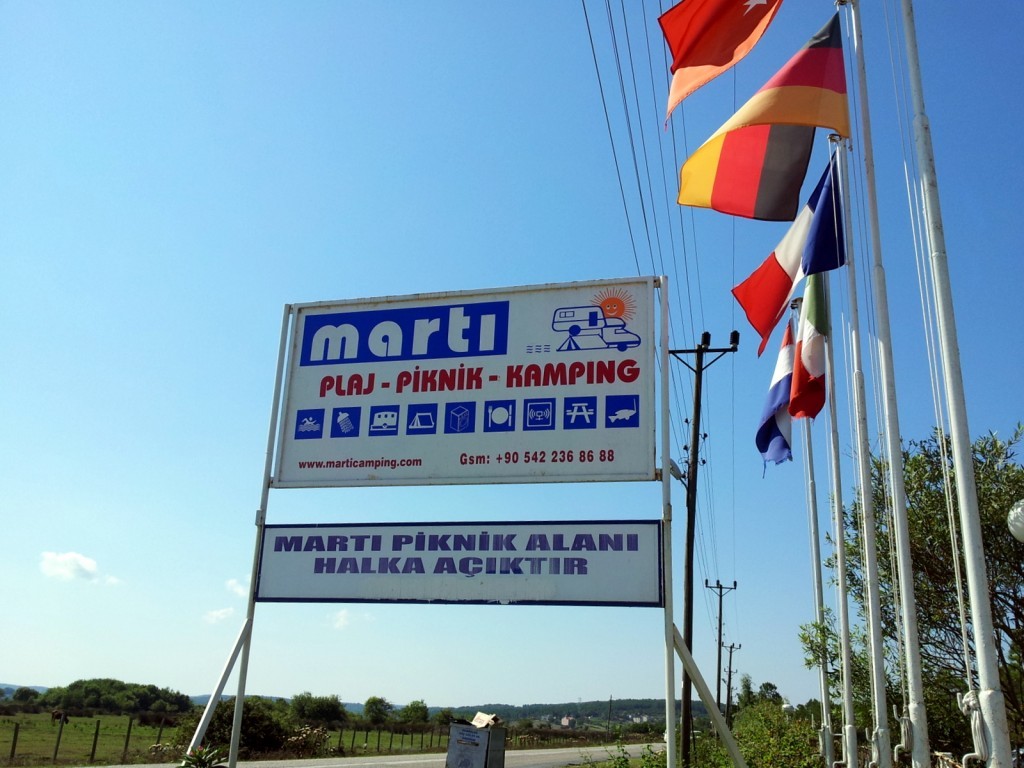 martı
PLAJ - PİKNİK - KAMPING
www.marticamping.com Gsm: +90 542 236 86 88
MARTI PİKNİK ALANI
HALKA AÇIKTIR